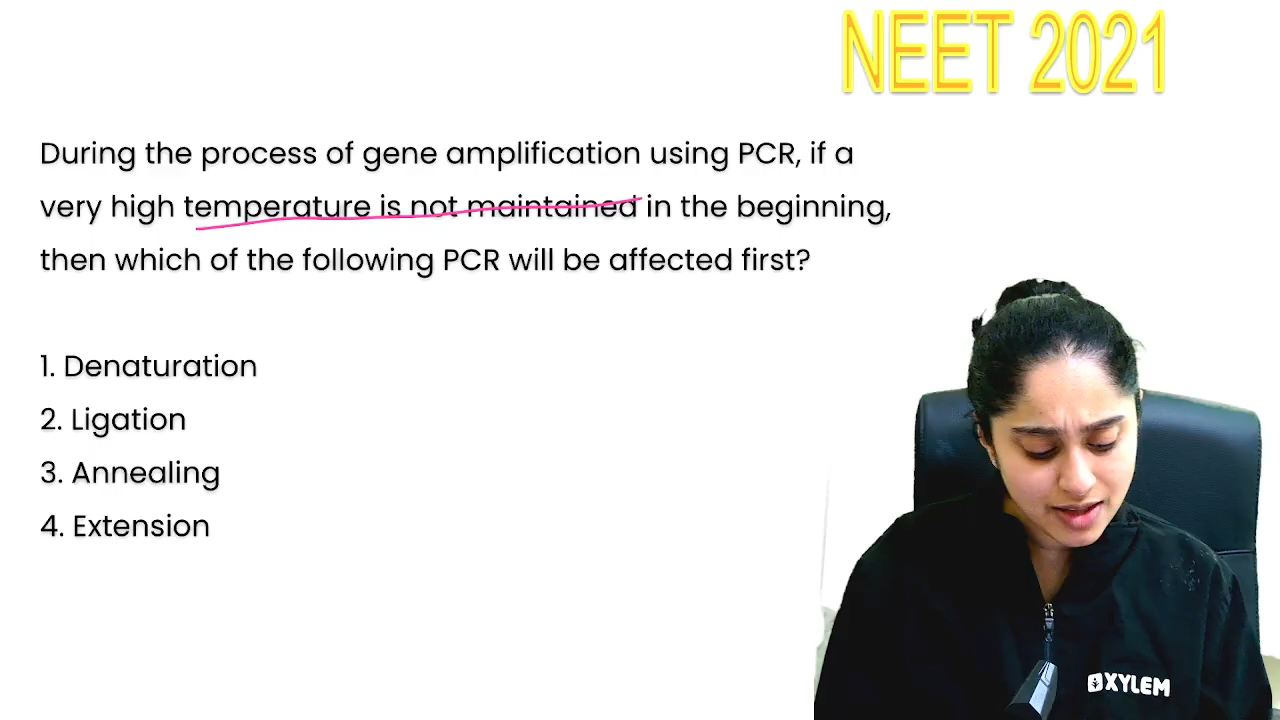 NEET 2021
During the process of gene amplification using PCR, if a
very high temperature is not maintained in the beginning,
then which of the following PCR will be affected first?
1. Denaturation
2. Ligation
3. Annealing
4. Extension
XYLEM